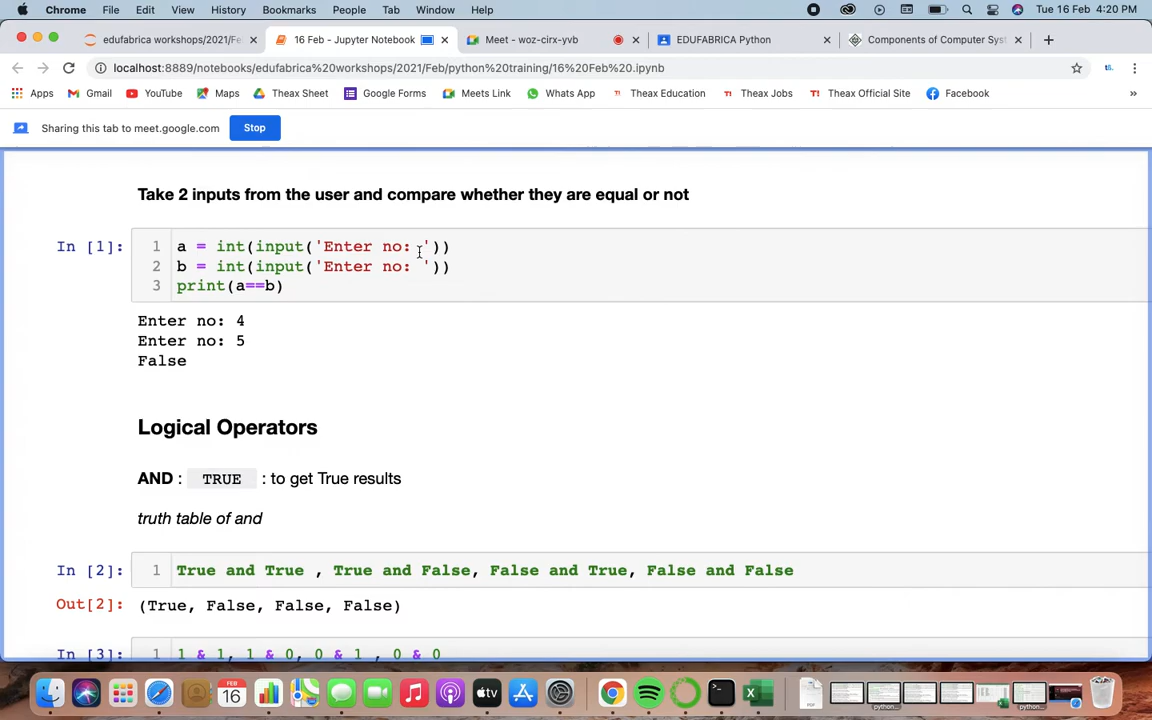 Chrome File Edit View History Bookmarks People Tab Window Help Tue 16 Feb 4:20 PM
edufabrica workshops/2021/Fe 16 Feb - Jupyter Notebook Meet - woz-cirx-yvb EDUFABRICA Python Components of Computer Sys
localhost:8889/notebooks/edufabrica%20workshops/2021/Feb/python%20training/16%20Feb%20.ipynb
Apps Gmail YouTube Maps Theax Sheet Google Forms Meets Link Whats App Theax Education Theax Jobs Theax Official Site Facebook »
Sharing this tab to meet.google.com Stop
Take 2 inputs from the user and compare whether they are equal or not
In [1]: 1 a = int(input('Enter no: '))
2 b = int(input('Enter no: '))
3 print(a==b)
Enter no: 4
Enter no: 5
False
Logical Operators
AND : TRUE : to get True results
truth table of and
In [2]: 1 True and True , True and False, False and True, False and False
Out[2]: (True, False, False, False)
In [3]: 1 1 & 1, 1 & 0, 0 & 1 , 0 & 0
FEB
16
tv